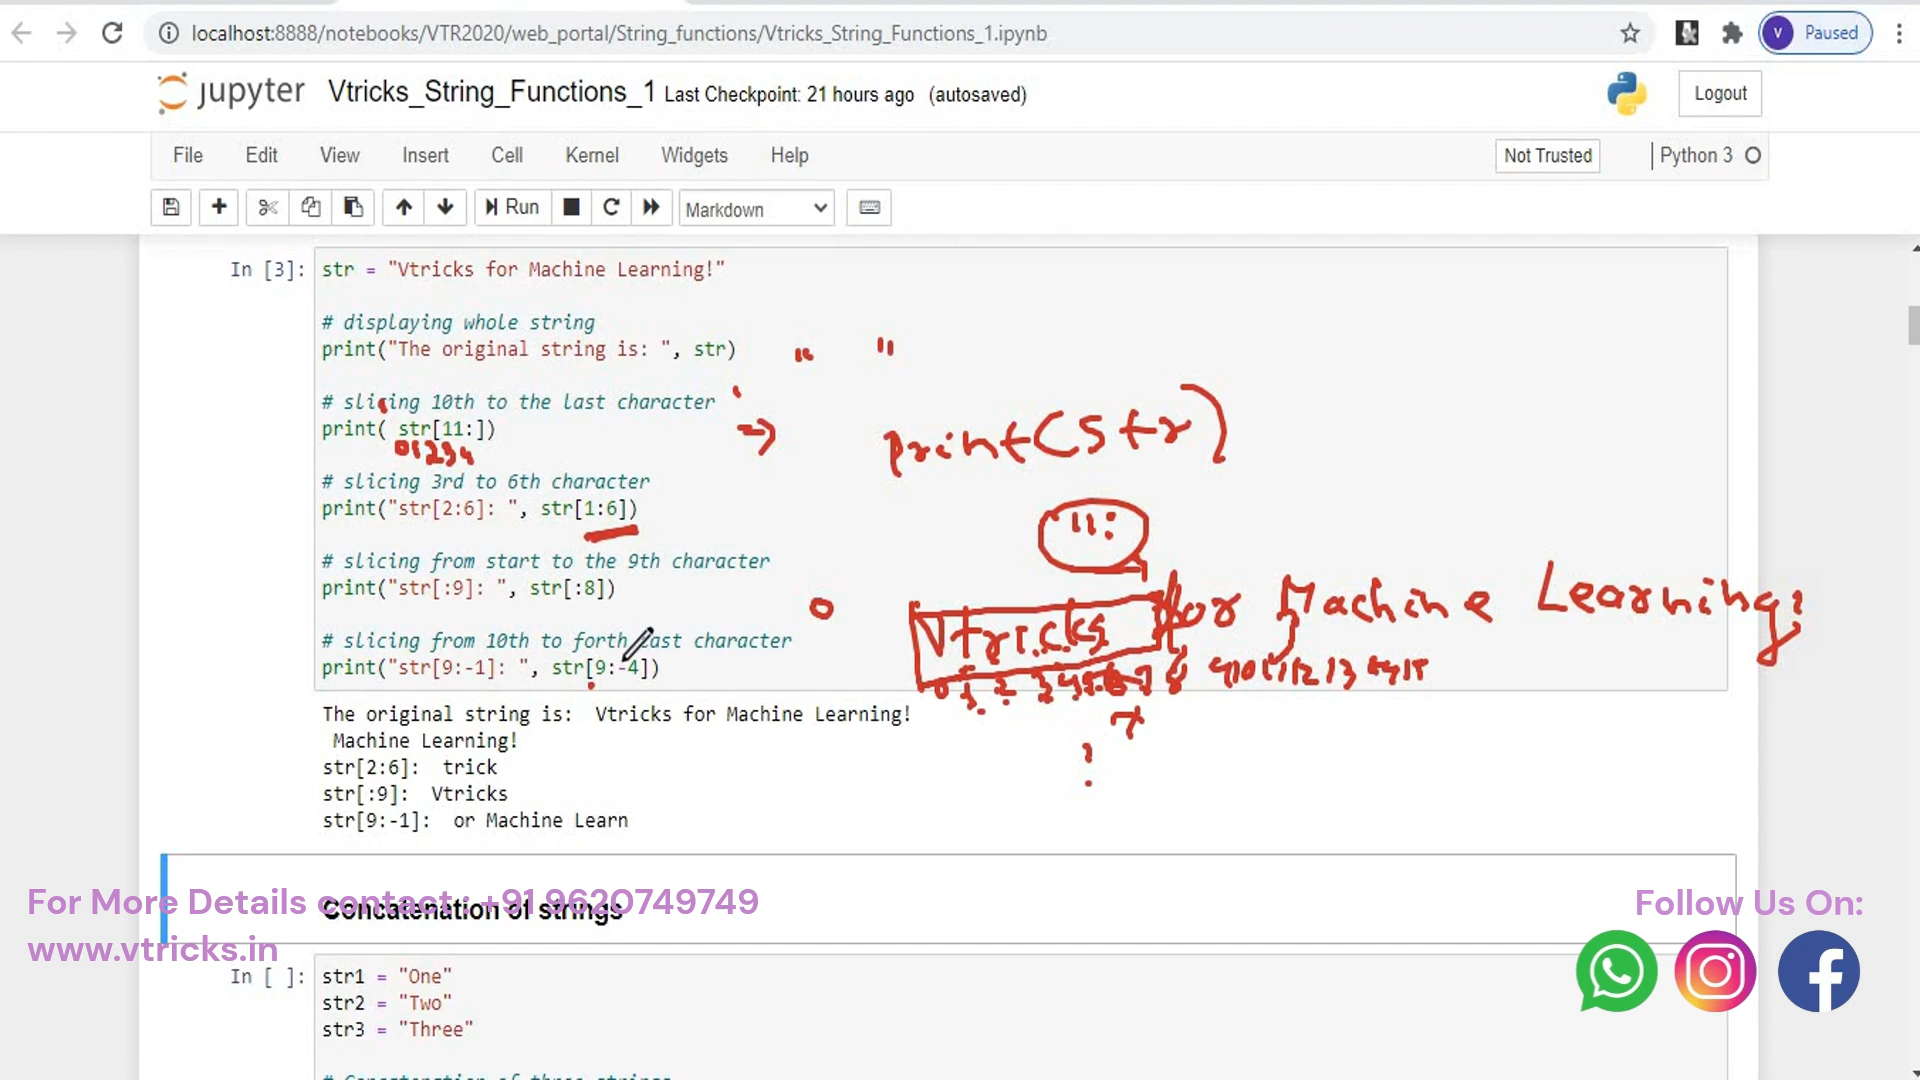 localhost:8888/notebooks/VTR2020/web_portal/String_functions/Vtricks_String_Functions_1.ipynb
V Paused
jupyter Vtricks_String_Functions_1 Last Checkpoint: 21 hours ago (autosaved)
Logout
File Edit View Insert Cell Kernel Widgets Help
Not Trusted
Python 3
Run
Markdown
In [3]: str = "Vtricks for Machine Learning!"
# displaying whole string
print("The original string is: ", str)
# slicing 10th to the last character
print( str[11:])
01234
print(str)
# slicing 3rd to 6th character
print("str[2:6]: ", str[1:6])
11:
# slicing from start to the 9th character
print("str[:9]: ", str[:8])
Vtricks for Machine Learning!
# slicing from 10th to forth last character
print("str[9:-1]: ", str[9:-4])
The original string is:  Vtricks for Machine Learning!
Machine Learning!
str[2:6]:  trick
str[:9]:  Vtricks
str[9:-1]:  or Machine Learn
Concatenation of strings
For More Details contact : +91 9620749749
www.vtricks.in
Follow Us On:
In [ ]: str1 = "One"
str2 = "Two"
str3 = "Three"
# Concatenation of three strings